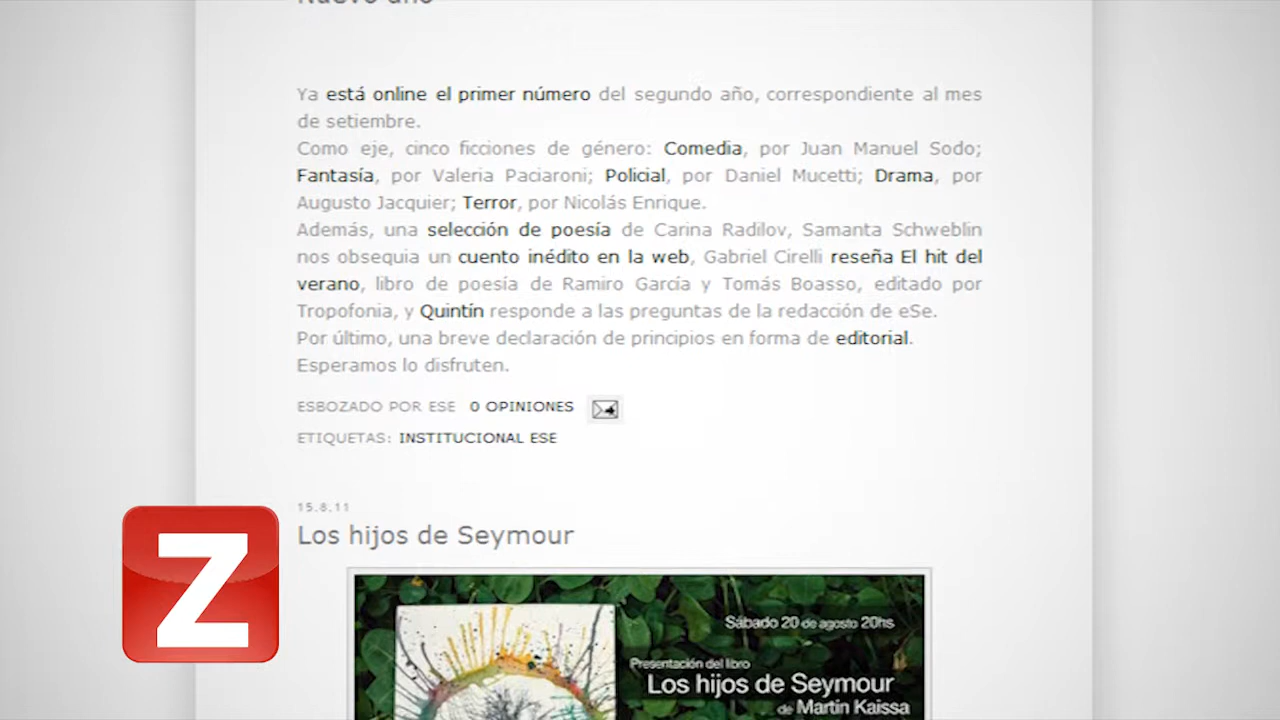 Nuevo año
Ya está online el primer número del segundo año, correspondiente al mes
de setiembre.
Como eje, cinco ficciones de género: Comedia, por Juan Manuel Sodo;
Fantasía, por Valeria Paciaroni; Policial, por Daniel Mucetti; Drama, por
Augusto Jacquier; Terror, por Nicolás Enrique.
Además, una selección de poesía de Carina Radilov, Samanta Schweblin
nos obsequia un cuento inédito en la web, Gabriel Cirelli reseña El hit del
verano, libro de poesía de Ramiro García y Tomás Boasso, editado por
Tropofonia, y Quintín responde a las preguntas de la redacción de eSe.
Por último, una breve declaración de principios en forma de editorial.
Esperamos lo disfruten.
ESBOZADO POR ESE 0 OPINIONES
ETIQUETAS: INSTITUCIONAL ESE
15.8.11
Los hijos de Seymour
Z
Sábado 20 de agosto 20hs
Presentación del libro
Los hijos de Seymour
de Martin Kaissa